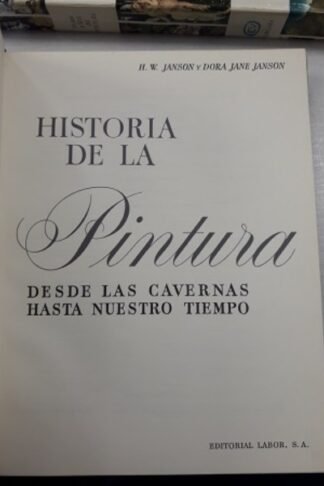 H. W. JANSON Y DORA JANE JANSON
HISTORIA
DE LA
Pintura
DESDE LAS CAVERNAS
HASTA NUESTRO TIEMPO
EDITORIAL LABOR, S. A.